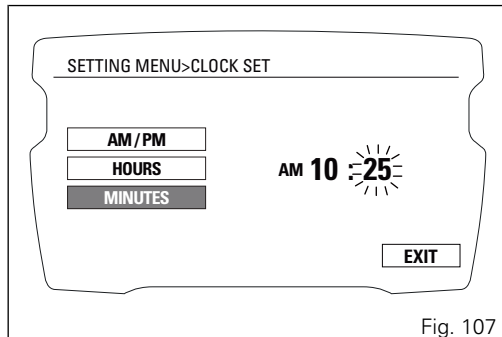 SETTING MENU>CLOCK SET
AM / PM
HOURS
MINUTES
AM 10 : 25
EXIT
Fig. 107